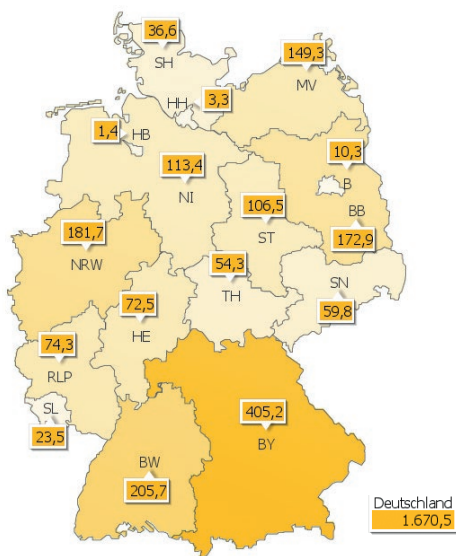 36,6
SH
149,3
MV
HH
3,3
1,4
HB
113,4
NI
10,3
B
BB
172,9
106,5
ST
181,7
NRW
54,3
TH
SN
59,8
72,5
HE
74,3
RLP
SL
23,5
405,2
BY
BW
205,7
Deutschland
1.670,5